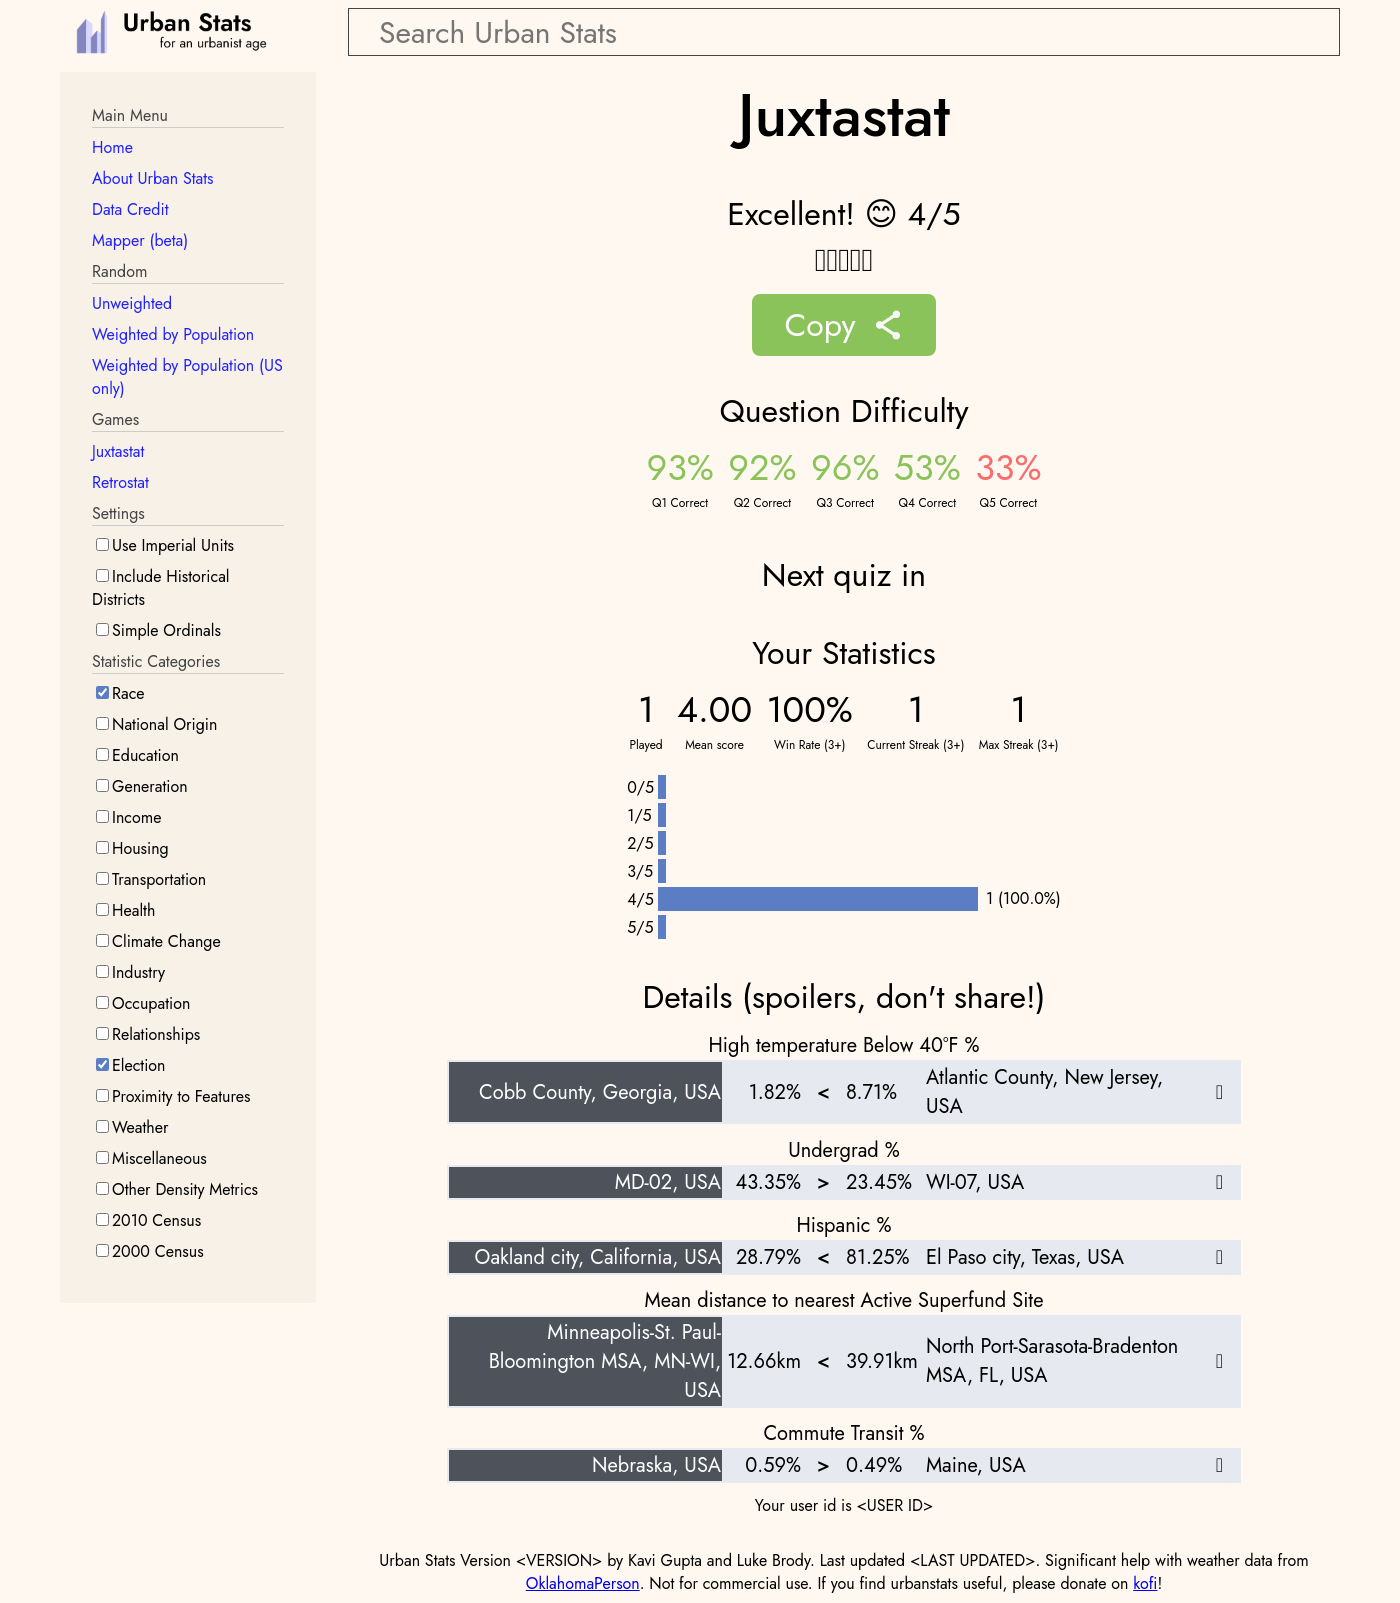 Urban Stats
for an urbanist age
Search Urban Stats
Main Menu
Home
About Urban Stats
Data Credit
Mapper (beta)
Random
Unweighted
Weighted by Population
Weighted by Population (US
only)
Games
Juxtastat
Retrostat
Settings
Use Imperial Units
Include Historical
Districts
Simple Ordinals
Statistic Categories
Race
National Origin
Education
Generation
Income
Housing
Transportation
Health
Climate Change
Industry
Occupation
Relationships
Election
Proximity to Features
Weather
Miscellaneous
Other Density Metrics
2010 Census
2000 Census
Juxtastat
Excellent! 😊 4/5
Copy
Question Difficulty
93% 92% 96% 53% 33%
Q1 Correct Q2 Correct Q3 Correct Q4 Correct Q5 Correct
Next quiz in
Your Statistics
1 4.00 100% 1 1
Played Mean score Win Rate (3+) Current Streak (3+) Max Streak (3+)
0/5
1/5
2/5
3/5
4/5 1 (100.0%)
5/5
Details (spoilers, don't share!)
High temperature Below 40°F %
Cobb County, Georgia, USA 1.82% < 8.71% Atlantic County, New Jersey,
USA
Undergrad %
MD-02, USA 43.35% > 23.45% WI-07, USA
Hispanic %
Oakland city, California, USA 28.79% < 81.25% El Paso city, Texas, USA
Mean distance to nearest Active Superfund Site
Minneapolis-St. Paul-
Bloomington MSA, MN-WI,
USA 12.66km < 39.91km North Port-Sarasota-Bradenton
MSA, FL, USA
Commute Transit %
Nebraska, USA 0.59% > 0.49% Maine, USA
Your user id is <USER ID>
Urban Stats Version <VERSION> by Kavi Gupta and Luke Brody. Last updated <LAST UPDATED>. Significant help with weather data from
OklahomaPerson. Not for commercial use. If you find urbanstats useful, please donate on kofi!